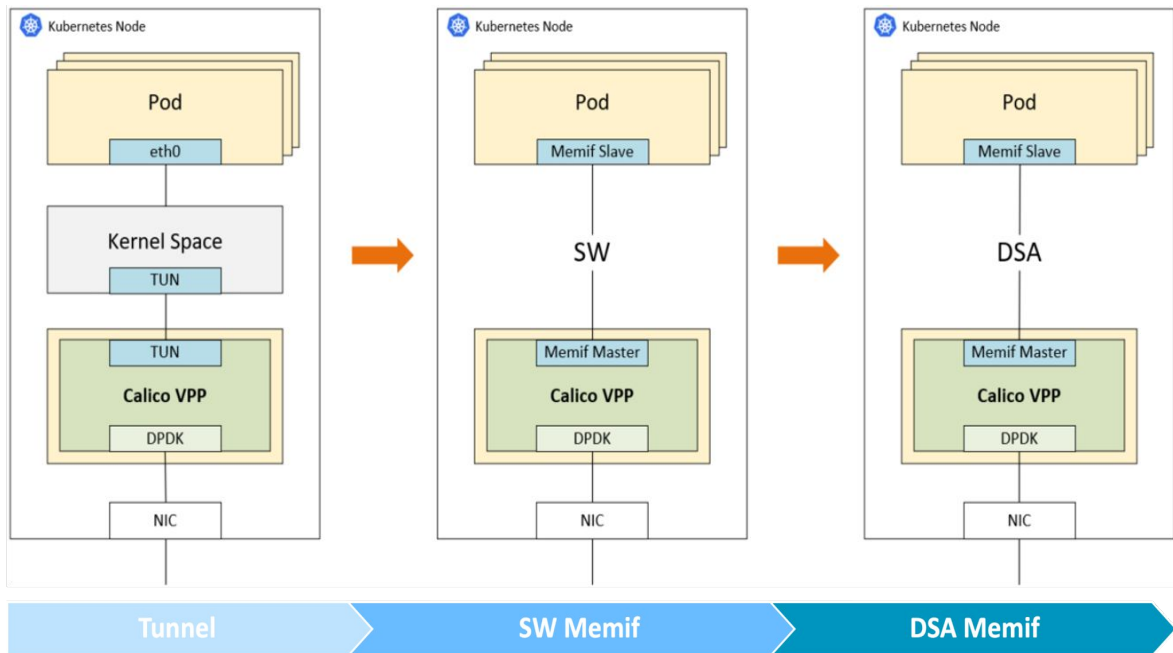 Kubernetes Node
Pod
eth0
Kernel Space
TUN
TUN
Calico VPP
DPDK
NIC
Kubernetes Node
Pod
Memif Slave
SW
Memif Master
Calico VPP
DPDK
NIC
Kubernetes Node
Pod
Memif Slave
DSA
Memif Master
Calico VPP
DPDK
NIC
Tunnel
SW Memif
DSA Memif